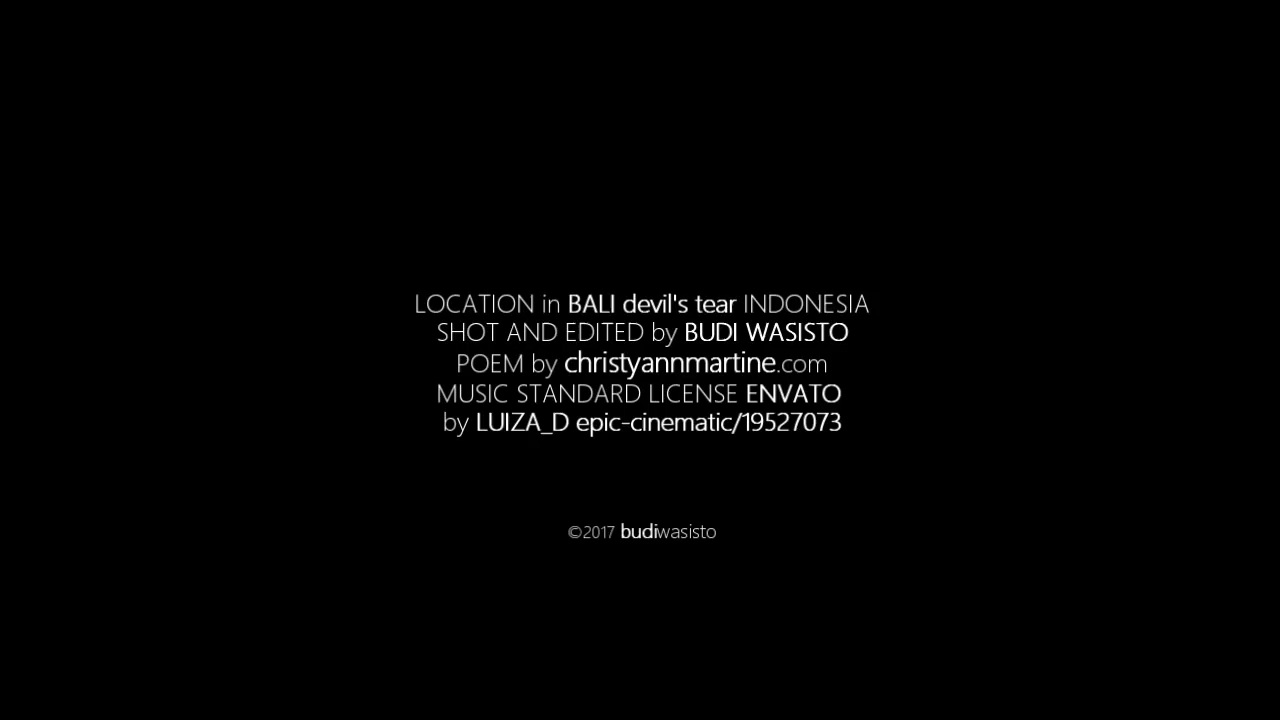 LOCATION in BALI devil's tear INDONESIA
SHOT AND EDITED by BUDI WASISTO
POEM by christyannmartine.com
MUSIC STANDARD LICENSE ENVATO
by LUIZA_D epic-cinematic/19527073
©2017 budiwasisto